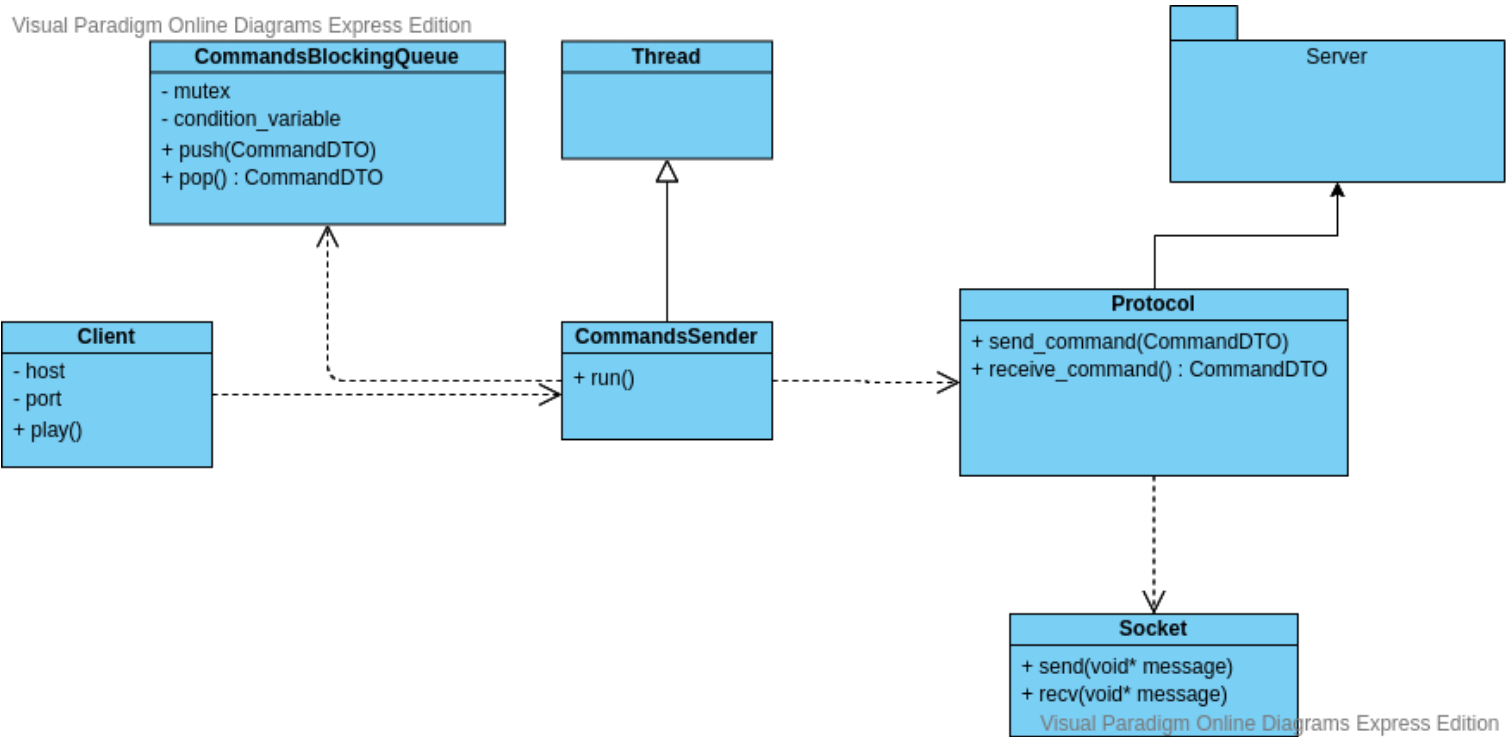 Visual Paradigm Online Diagrams Express Edition
CommandsBlockingQueue
- mutex
- condition_variable
+ push(CommandDTO)
+ pop() : CommandDTO
Thread
Server
Client
- host
- port
+ play()
CommandsSender
+ run()
Protocol
+ send_command(CommandDTO)
+ receive_command() : CommandDTO
Socket
+ send(void* message)
+ recv(void* message)
Visual Paradigm Online Diagrams Express Edition